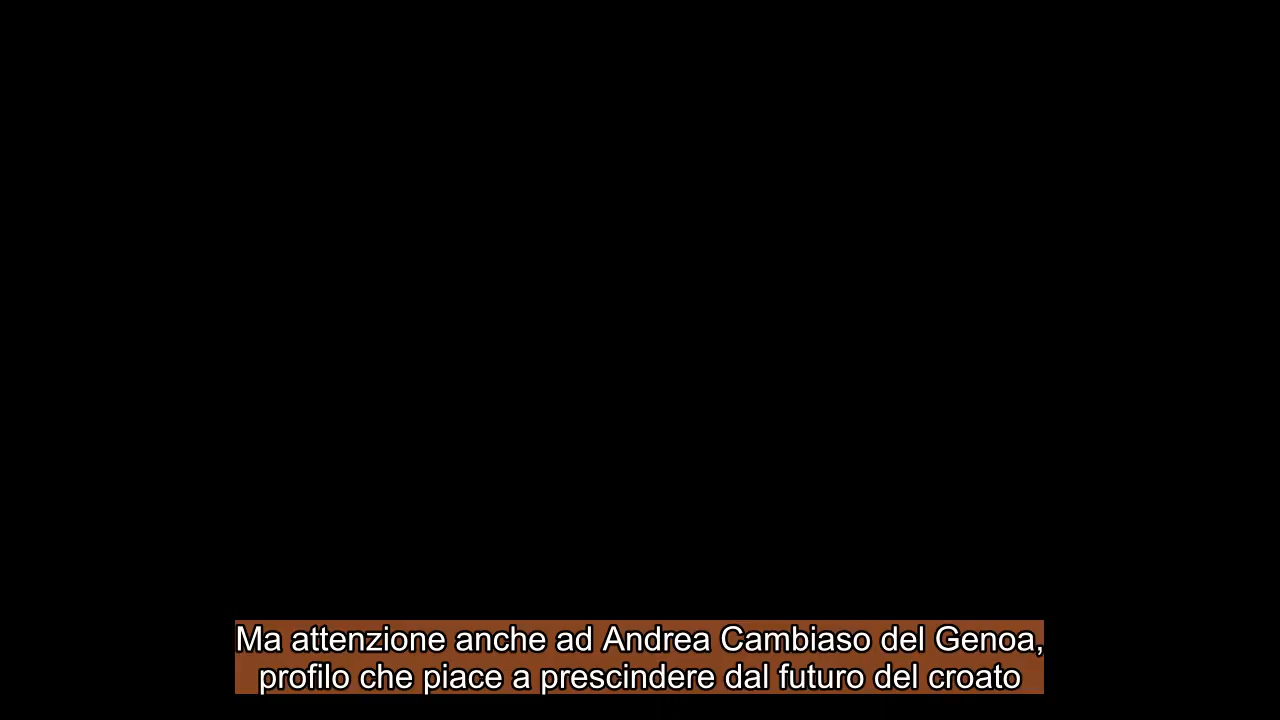 Ma attenzione anche ad Andrea Cambiaso del Genoa,
profilo che piace a prescindere dal futuro del croato